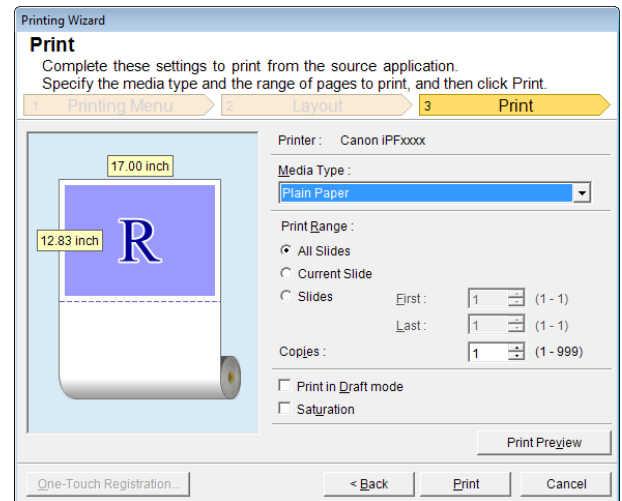 Printing Wizard
Print
Complete these settings to print from the source application.
Specify the media type and the range of pages to print, and then click Print.
1 Printing Menu 2 Layout 3 Print
17.00 inch
12.83 inch
R
Printer : Canon iPFxxxx
Media Type :
Plain Paper
Print Range :
All Slides
Current Slide
Slides First : 1 (1 - 1)
Last : 1 (1 - 1)
Copies : 1 (1 - 999)
Print in Draft mode
Saturation
Print Preview
One-Touch Registration... < Back Print Cancel